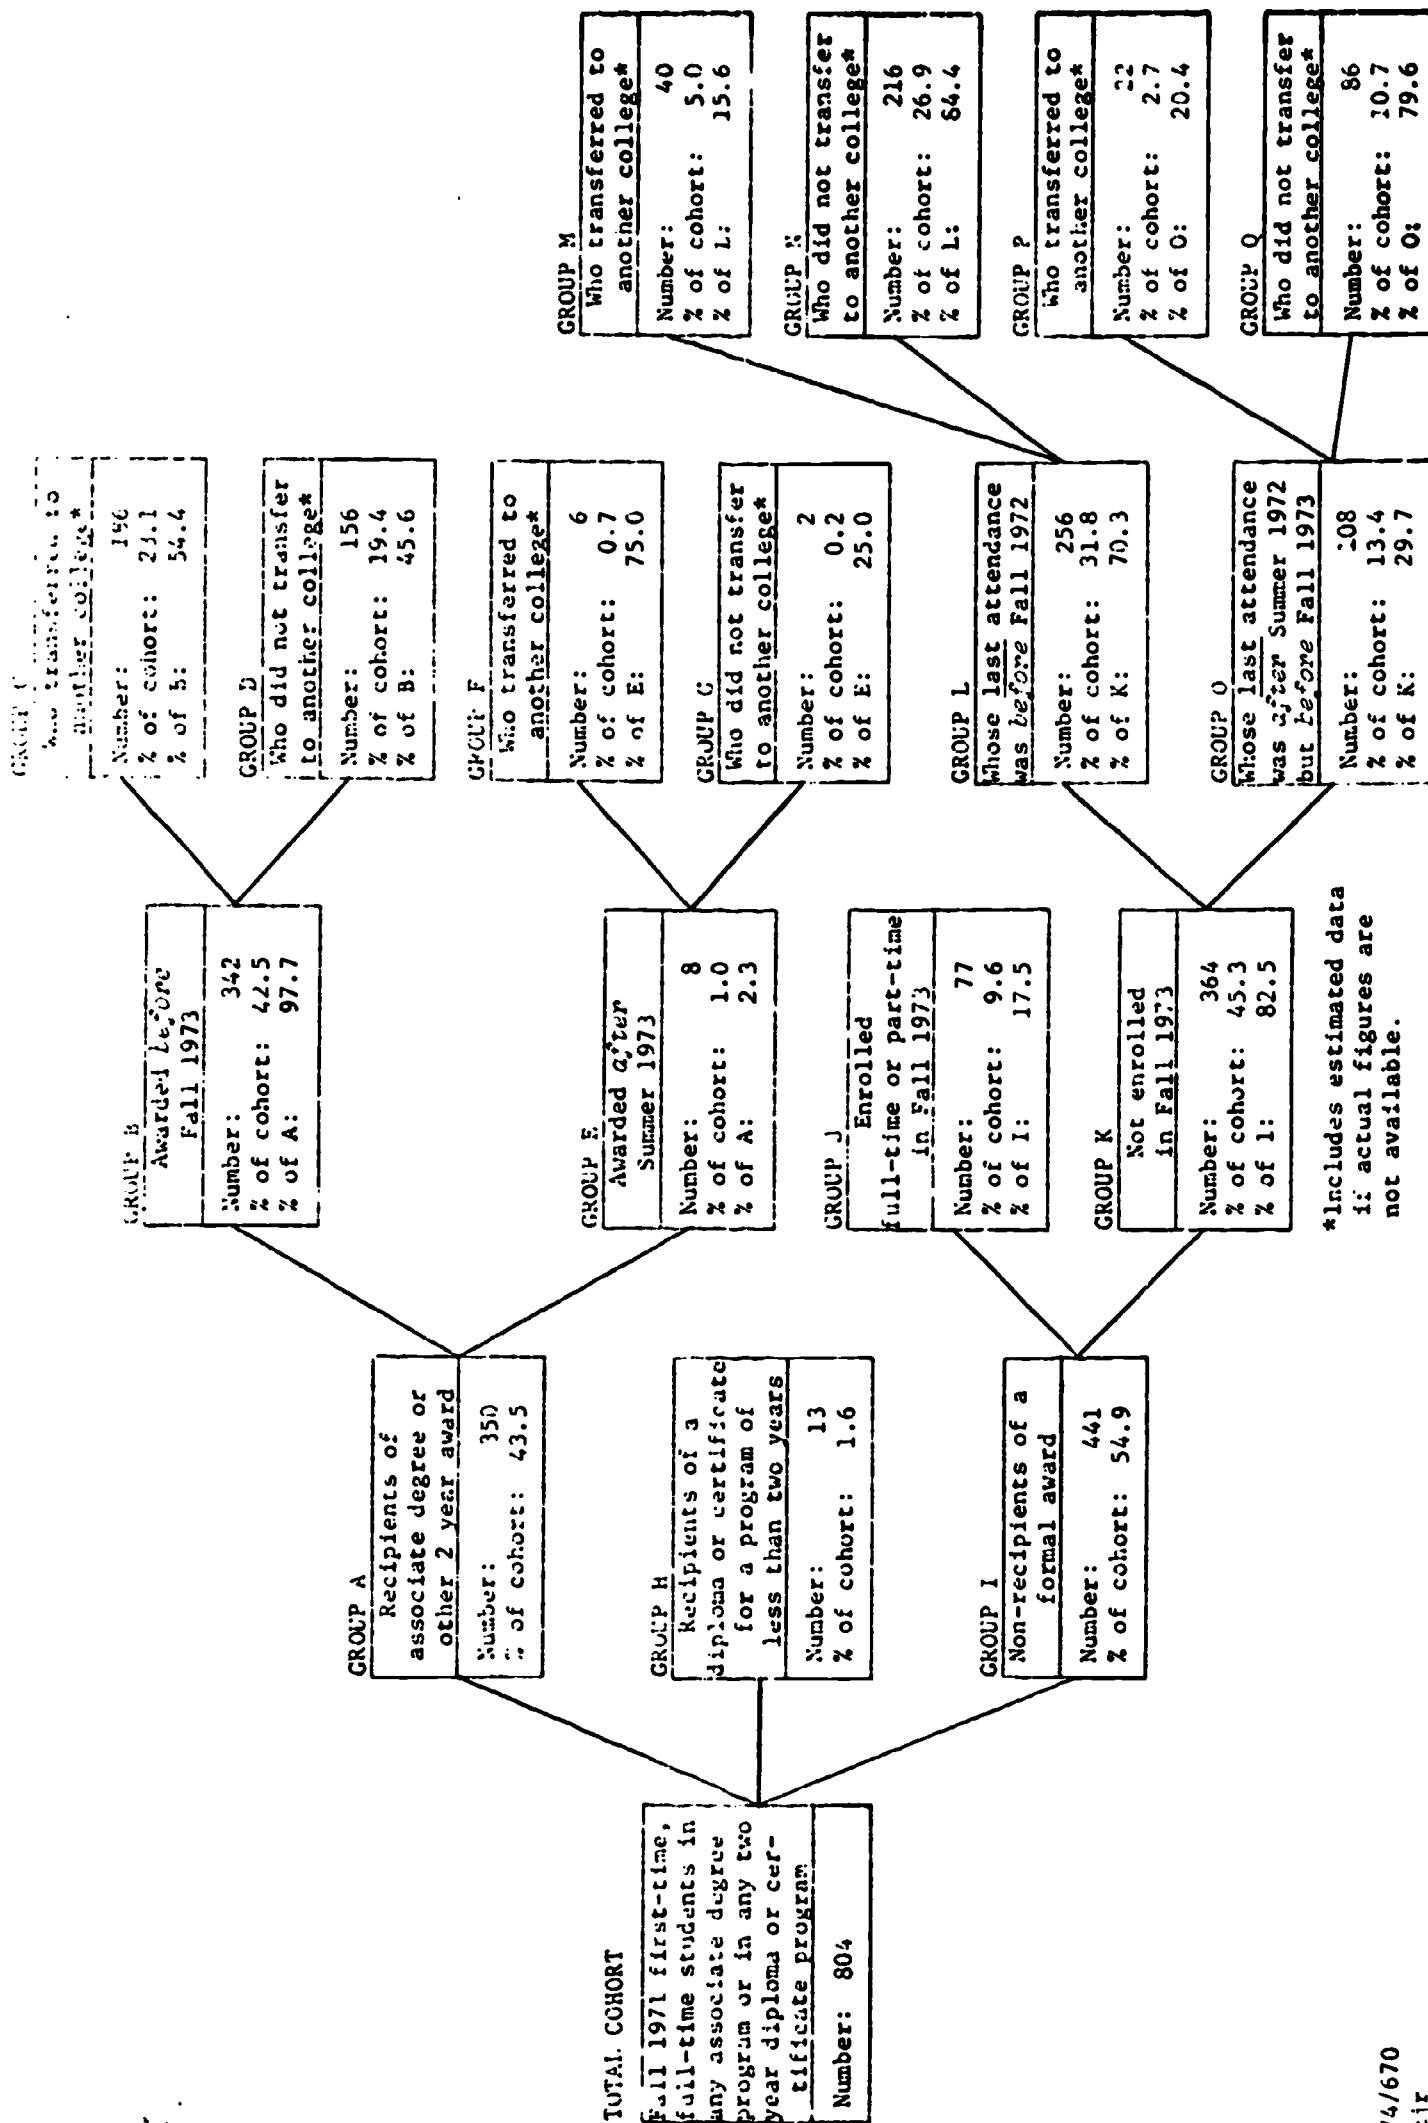 TOTAL COHORT
Fall 1971 first-time,
full-time students in
any associate degree
program or in any two
year diploma or cer-
tificate program
Number: 804
GROUP A
Recipients of
associate degree or
other 2 year award
Number: 350
% of cohort: 43.5
GROUP H
Recipients of a
diploma or certificate
for a program of
less than two years
Number: 13
% of cohort: 1.6
GROUP I
Non-recipients of a
formal award
Number: 441
% of cohort: 54.9
GROUP B
Awarded before
Fall 1973
Number: 342
% of cohort: 42.5
% of A: 97.7
GROUP E
Awarded after
Summer 1973
Number: 8
% of cohort: 1.0
% of A: 2.3
GROUP J
Enrolled
full-time or part-time
in Fall 1973
Number: 77
% of cohort: 9.6
% of I: 17.5
GROUP K
Not enrolled
in Fall 1973
Number: 364
% of cohort: 45.3
% of I: 82.5
GROUP C
Who transferred to
another college*
Number:
% of cohort: 23.1
% of B: 54.4
GROUP D
Who did not transfer
to another college*
Number: 156
% of cohort: 19.4
% of B: 45.6
GROUP F
Who transferred to
another college*
Number: 6
% of cohort: 0.7
% of E: 75.0
GROUP G
Who did not transfer
to another college*
Number: 2
% of cohort: 0.2
% of E: 25.0
GROUP L
Whose last attendance
was before Fall 1972
Number: 256
% of cohort: 31.8
% of K: 70.3
GROUP O
Whose last attendance
was after Summer 1972
but before Fall 1973
Number: 108
% of cohort: 13.4
% of K: 29.7
GROUP M
Who transferred to
another college*
Number: 40
% of cohort: 5.0
% of L: 15.6
GROUP N
Who did not transfer
to another college*
Number: 216
% of cohort: 26.9
% of L: 84.4
GROUP P
Who transferred to
another college*
Number: 22
% of cohort: 2.7
% of O: 20.4
GROUP Q
Who did not transfer
to another college*
Number: 86
% of cohort: 10.7
% of O: 79.6
*Includes estimated data
if actual figures are
not available.
74/670